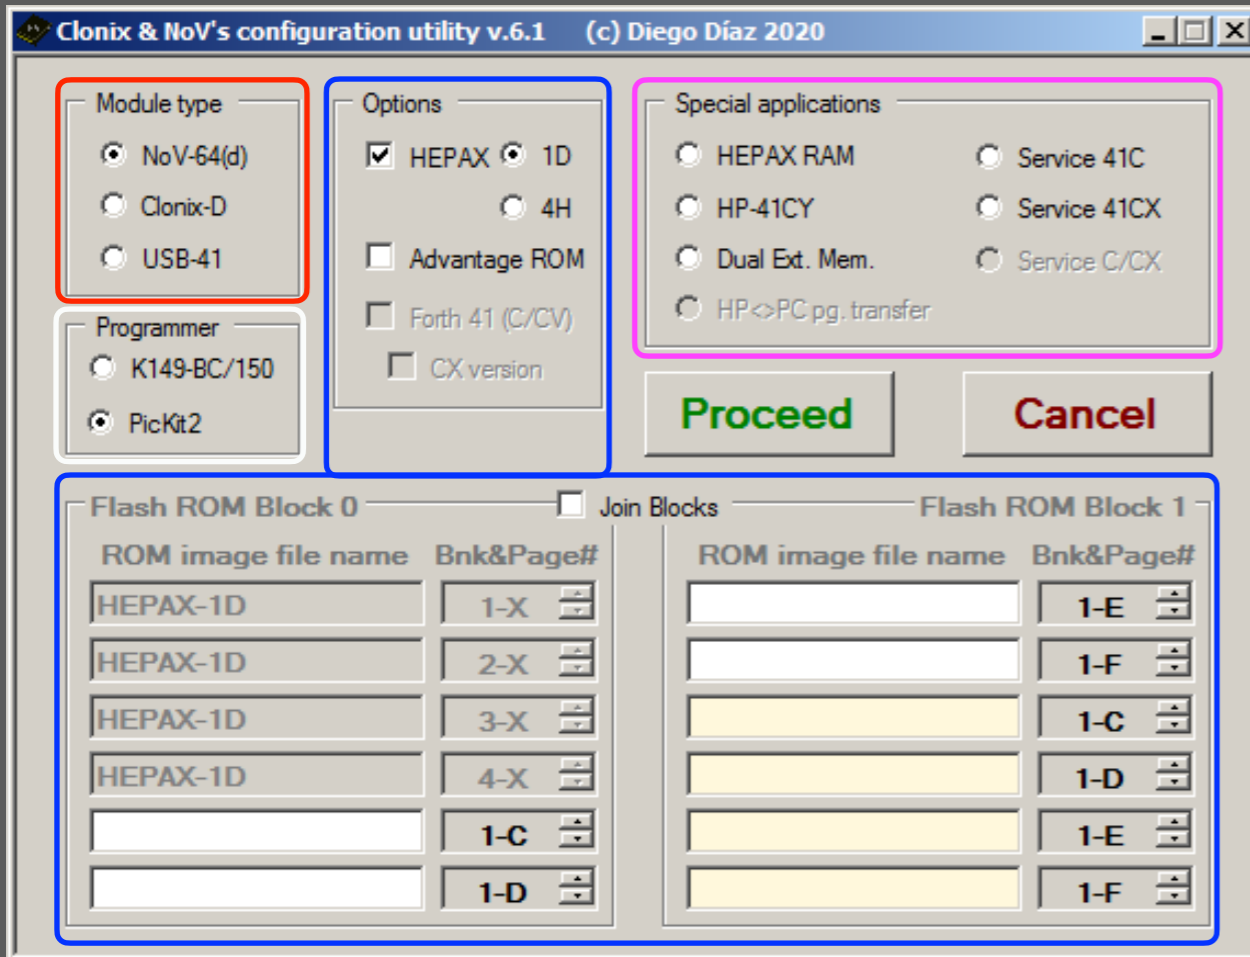 Clonix & NoV's configuration utility v.6.1 (c) Diego Díaz 2020
Module type
NoV-64(d)
Clonix-D
USB-41
Programmer
K149-BC/150
PicKit2
Options
HEPAX 1D
4H
Advantage ROM
Forth 41 (C/CV)
CX version
Special applications
HEPAX RAM
HP-41CY
Dual Ext. Mem.
HP<>PC pg. transfer
Service 41C
Service 41CX
Service C/CX
Proceed
Cancel
Flash ROM Block 0
Join Blocks
Flash ROM Block 1
ROM image file name Bnk&Page#
HEPAX-1D 1-X
HEPAX-1D 2-X
HEPAX-1D 3-X
HEPAX-1D 4-X
1-C
1-D
ROM image file name Bnk&Page#
1-E
1-F
1-C
1-D
1-E
1-F